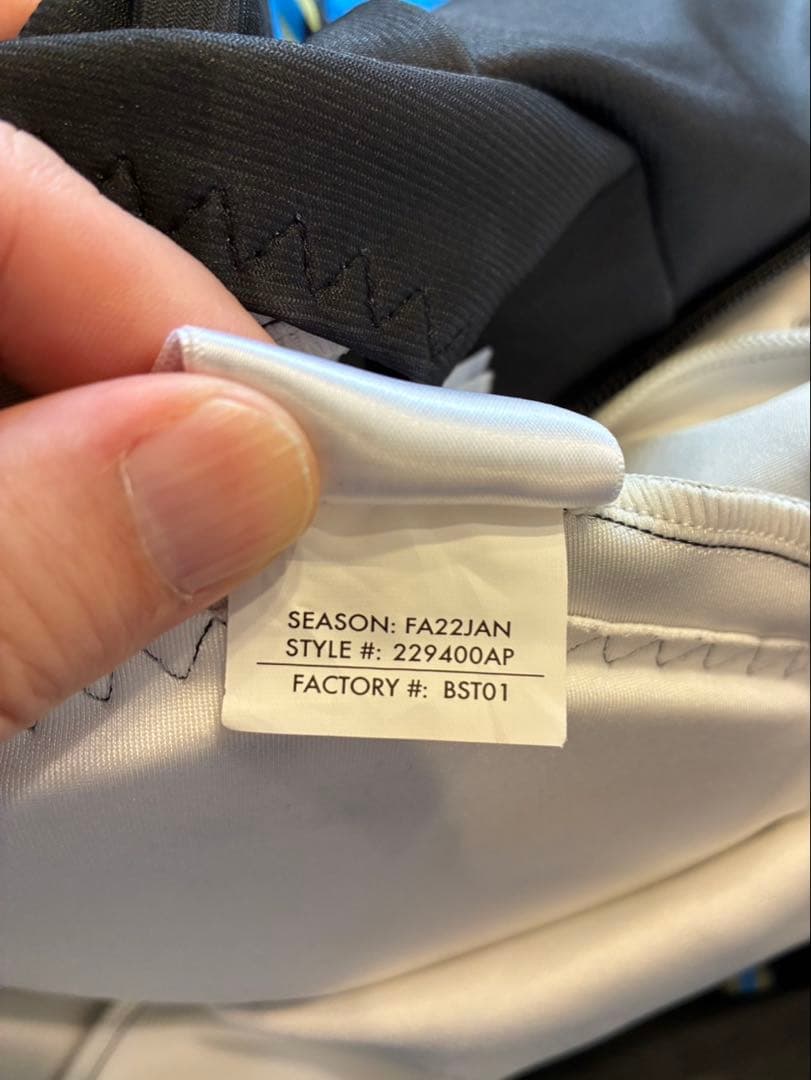 SEASON: FA22JAN
STYLE #: 229400AP
FACTORY #: BST01